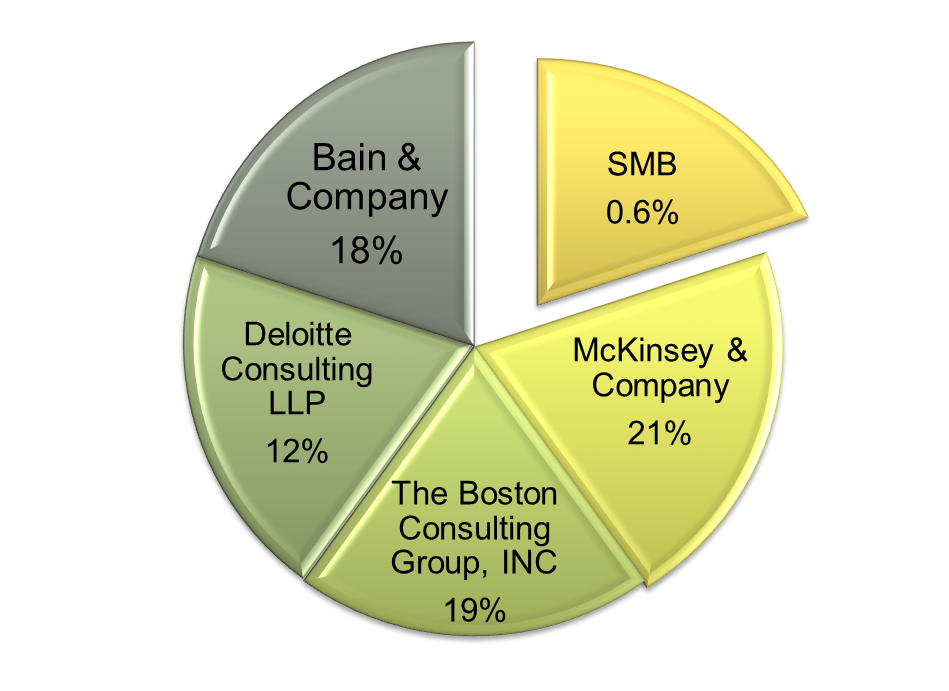 Bain &
Company
18%
SMB
0.6%
McKinsey &
Company
21%
Deloitte
Consulting
LLP
12%
The Boston
Consulting
Group, INC
19%